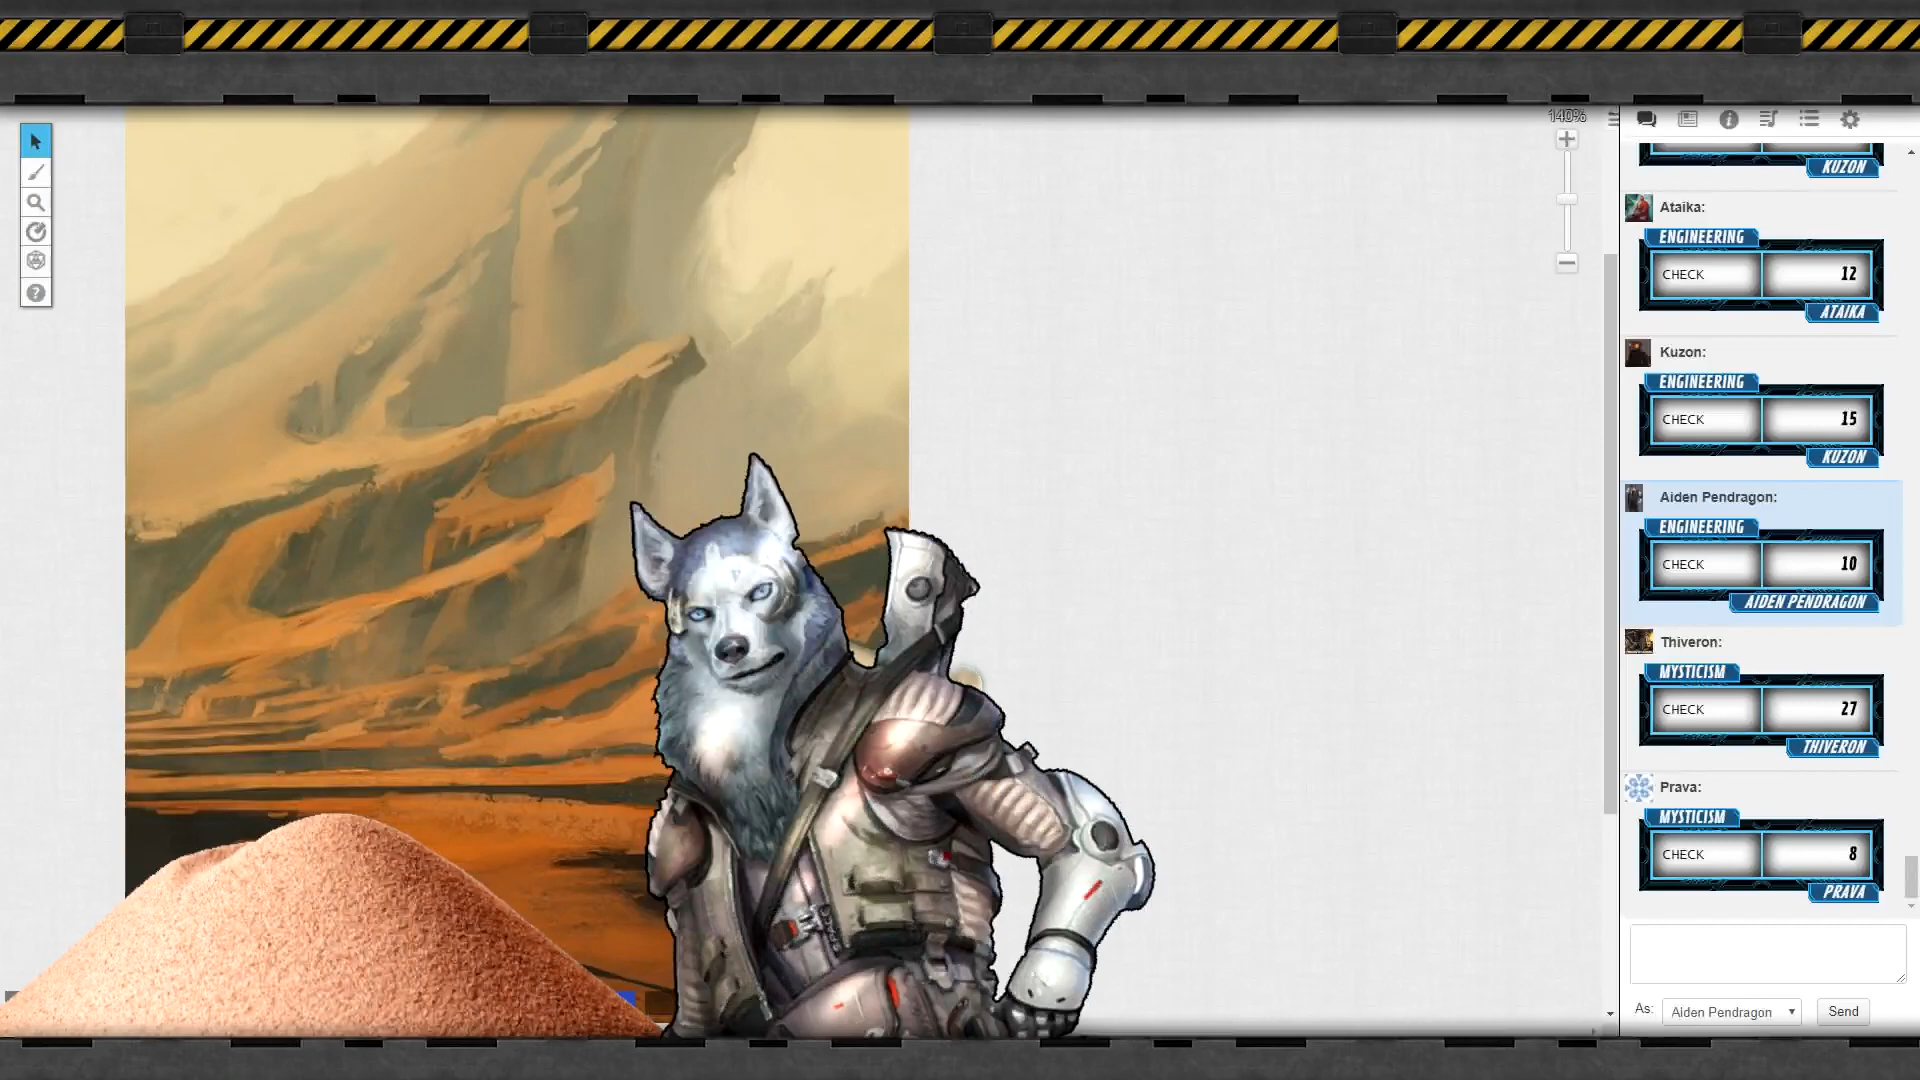 140%
KUZON
Ataika:
ENGINEERING
CHECK 12
ATAIKA
Kuzon:
ENGINEERING
CHECK 15
KUZON
Aiden Pendragon:
ENGINEERING
CHECK 10
AIDEN PENDRAGON
Thiveron:
MYSTICISM
CHECK 27
THIVERON
Prava:
MYSTICISM
CHECK 8
PRAVA
As: Aiden Pendragon Send